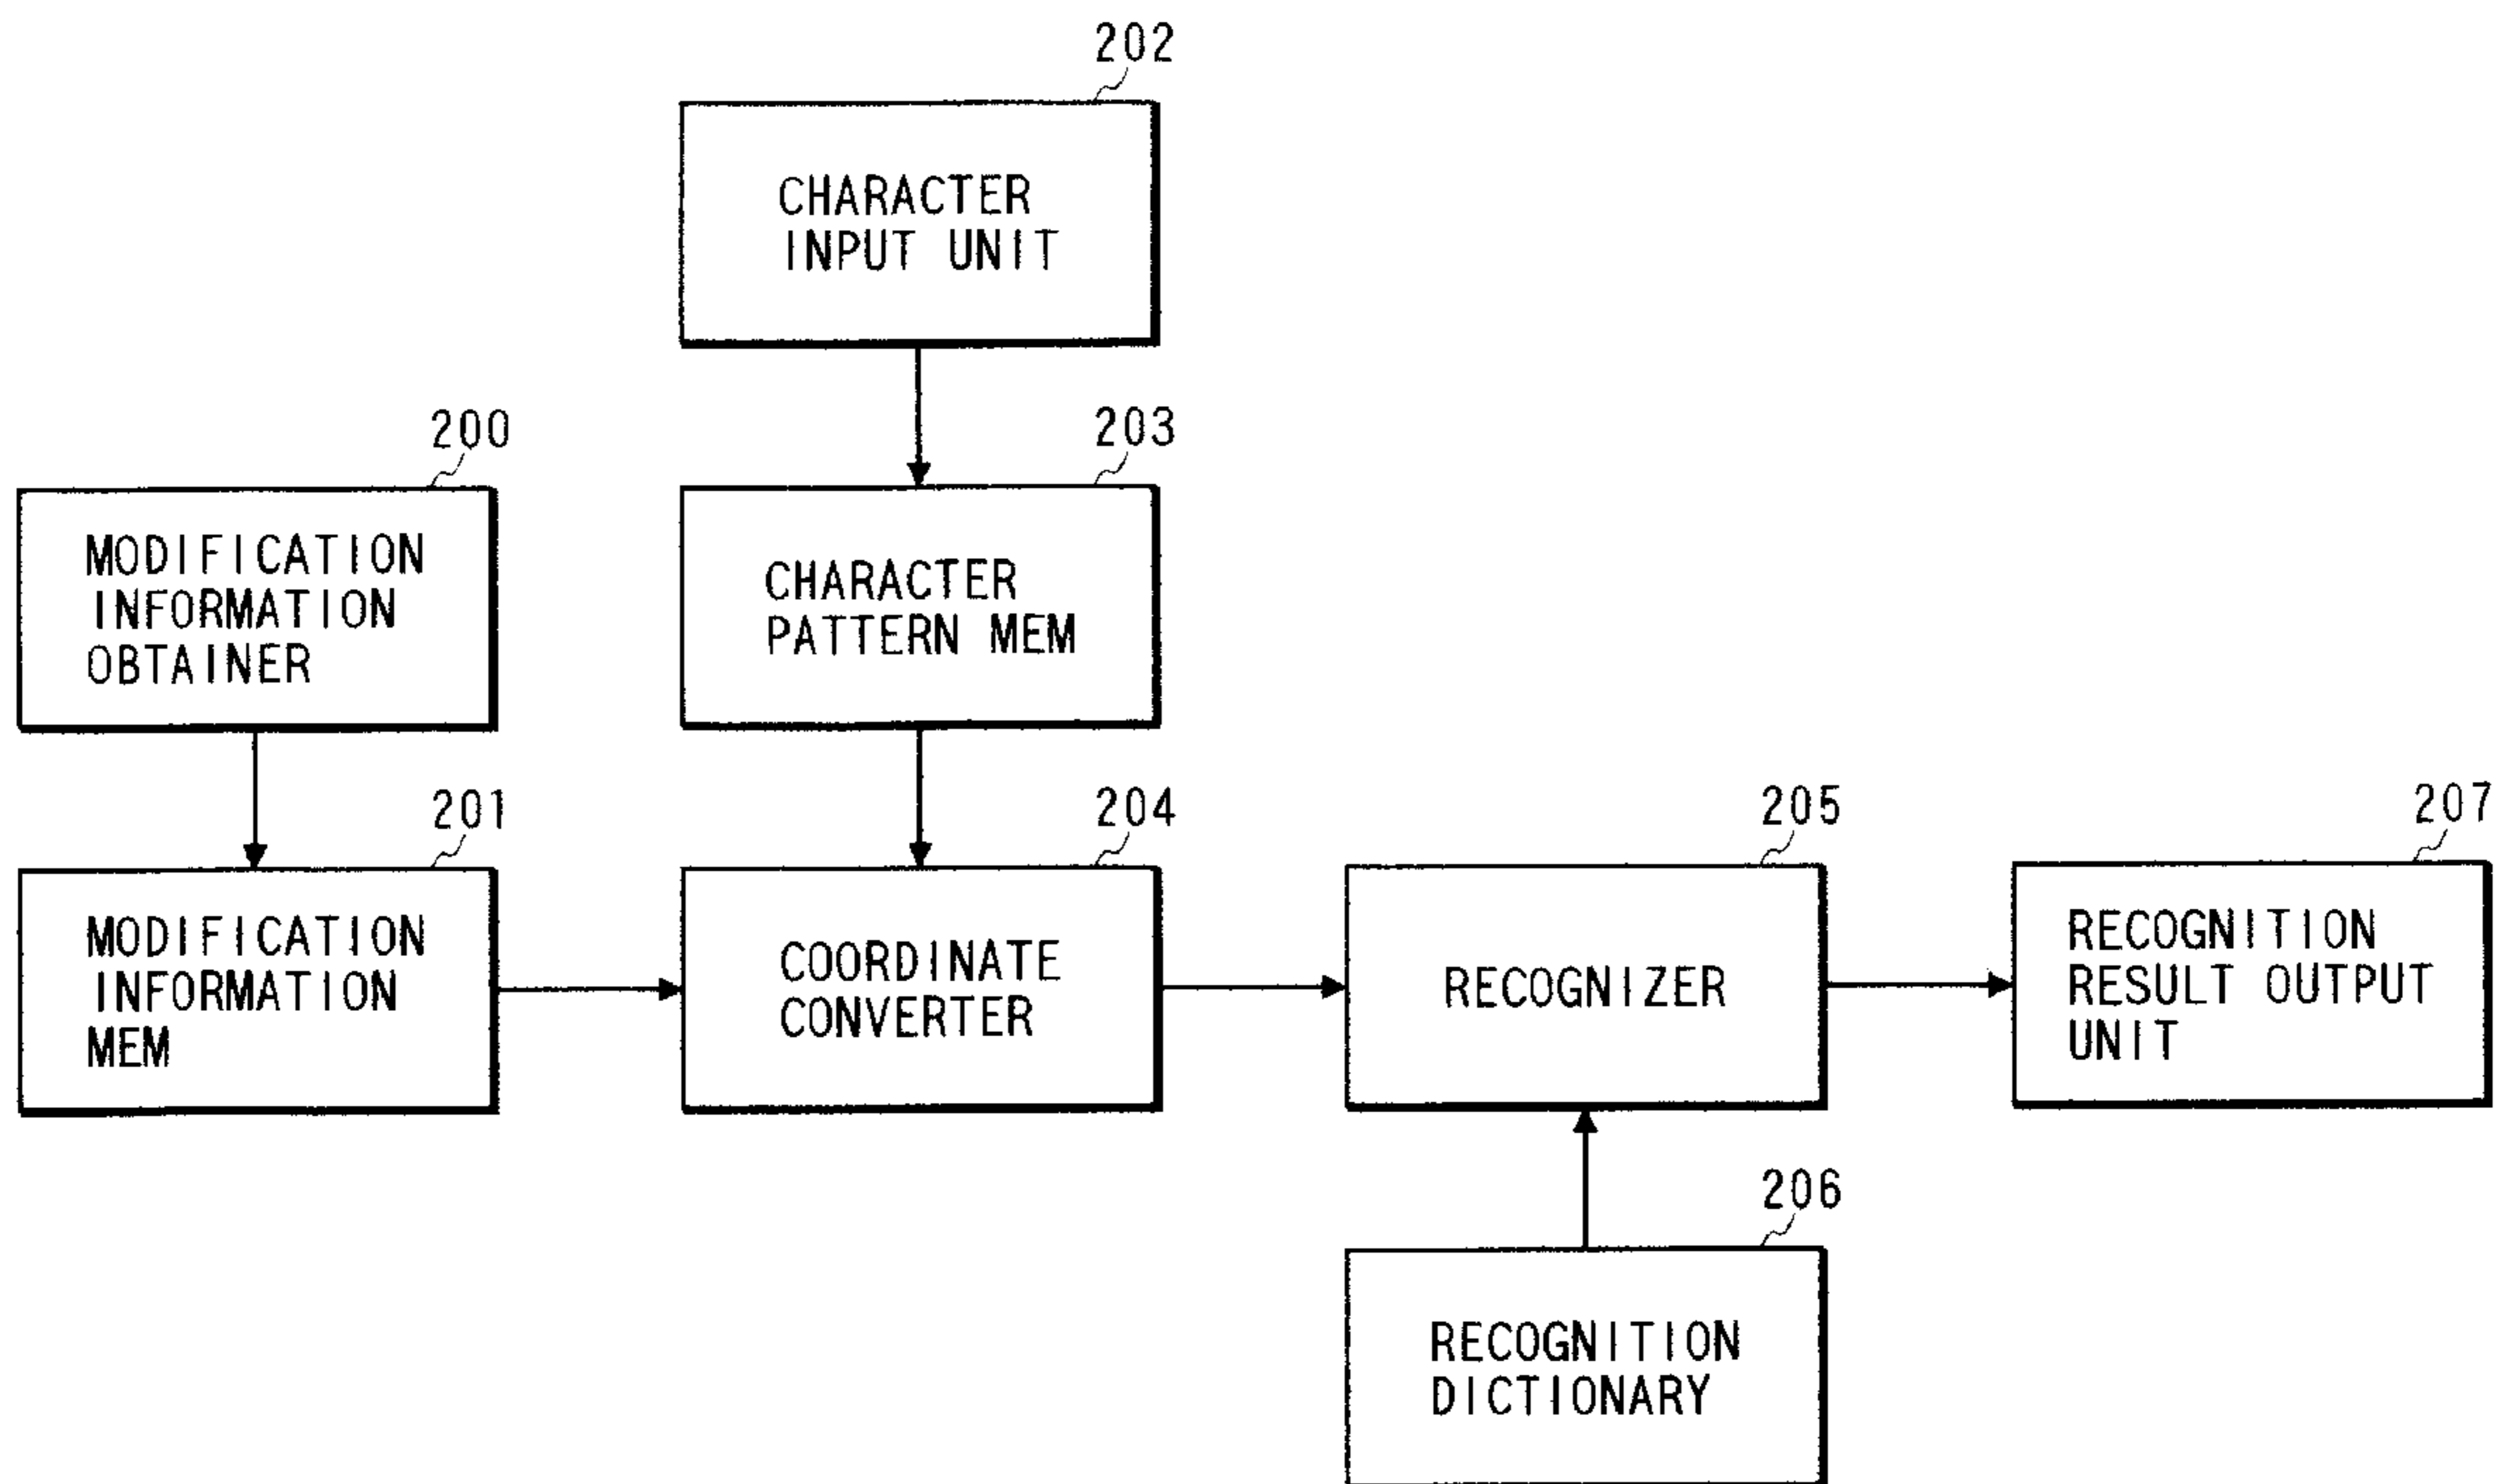 202
CHARACTER
INPUT UNIT
200
MODIFICATION
INFORMATION
OBTAINER
203
CHARACTER
PATTERN MEM
201
MODIFICATION
INFORMATION
MEM
204
COORDINATE
CONVERTER
205
RECOGNIZER
207
RECOGNITION
RESULT OUTPUT
UNIT
206
RECOGNITION
DICTIONARY